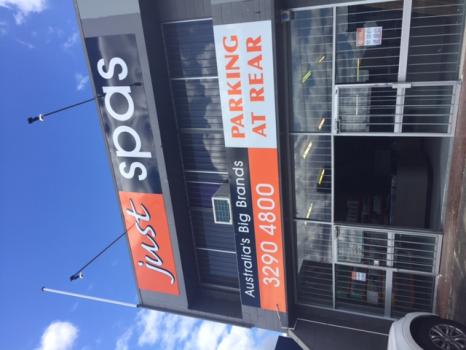 just spas
Australia's Big Brands
3290 4800
PARKING
AT REAR